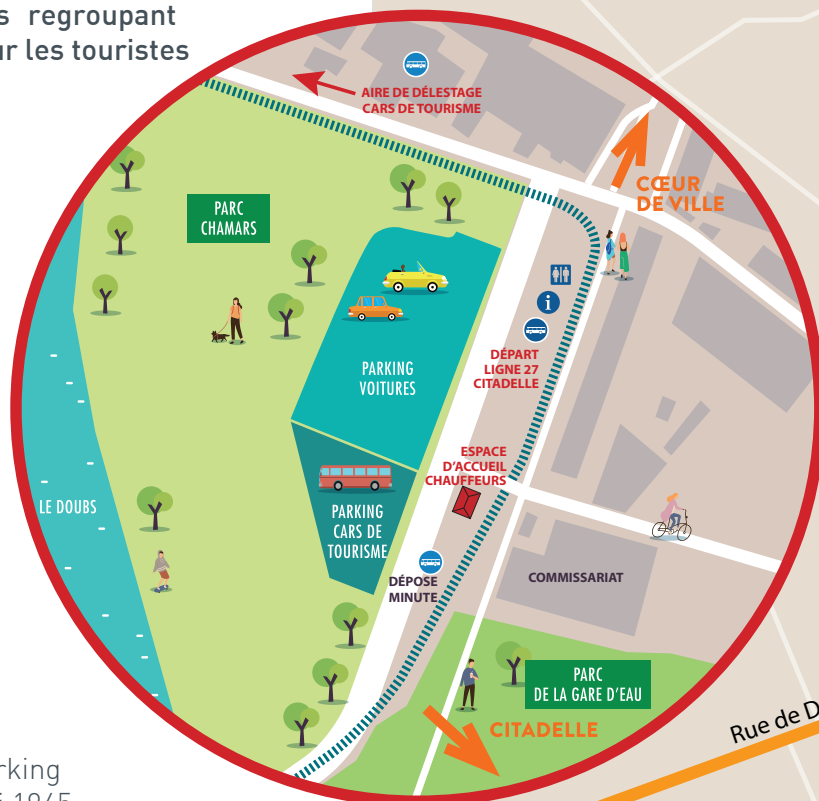 s regroupant
ur les touristes
AIRE DE DÉLESTAGE
CARS DE TOURISME
CŒUR
DE VILLE
PARC
CHAMARS
i
DÉPART
LIGNE 27
CITADELLE
PARKING
VOITURES
ESPACE
D'ACCUEIL
CHAUFFEURS
PARKING
CARS DE
TOURISME
LE DOUBS
DÉPOSE
MINUTE
COMMISSARIAT
PARC
DE LA GARE D'EAU
CITADELLE
Rue de D
rking